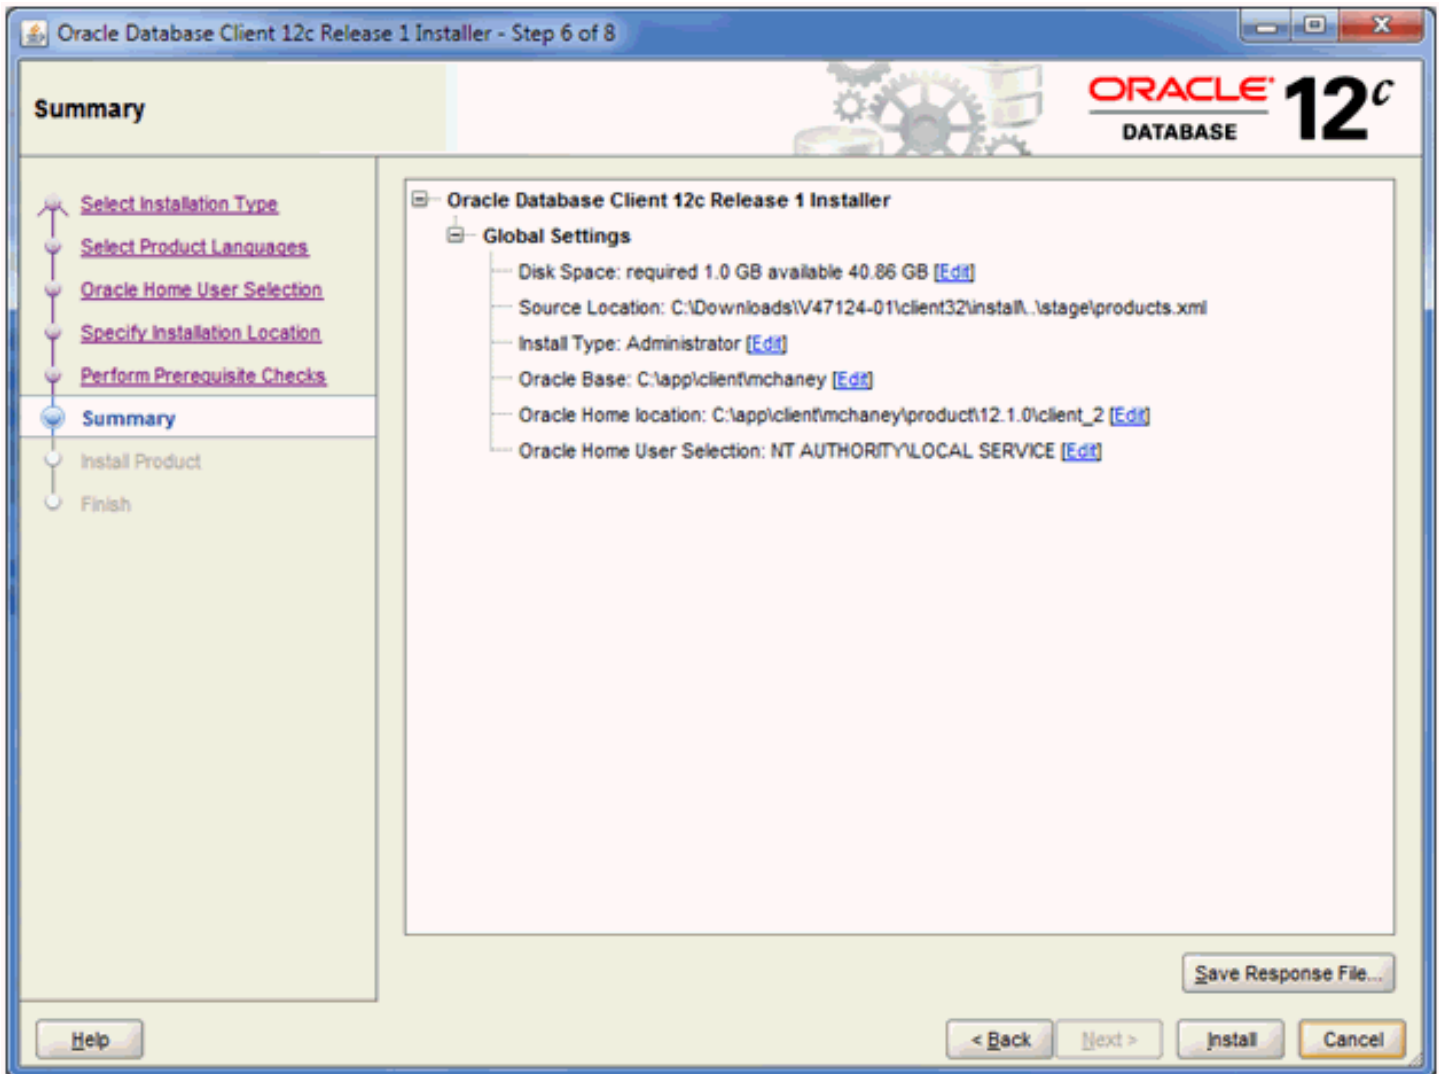 Oracle Database Client 12c Release 1 Installer - Step 6 of 8
Summary
ORACLE
DATABASE
12c
Select Installation Type
Select Product Languages
Oracle Home User Selection
Specify Installation Location
Perform Prerequisite Checks
Summary
Install Product
Finish
Oracle Database Client 12c Release 1 Installer
Global Settings
Disk Space: required 1.0 GB available 40.86 GB [Edit]
Source Location: C:\Downloads\V47124-01\client32\install\..\stage\products.xml
Install Type: Administrator [Edit]
Oracle Base: C:\app\client\mchaney [Edit]
Oracle Home location: C:\app\client\mchaney\product\12.1.0\client_2 [Edit]
Oracle Home User Selection: NT AUTHORITY\LOCAL SERVICE [Edit]
Save Response File...
Help
< Back
Next >
Install
Cancel